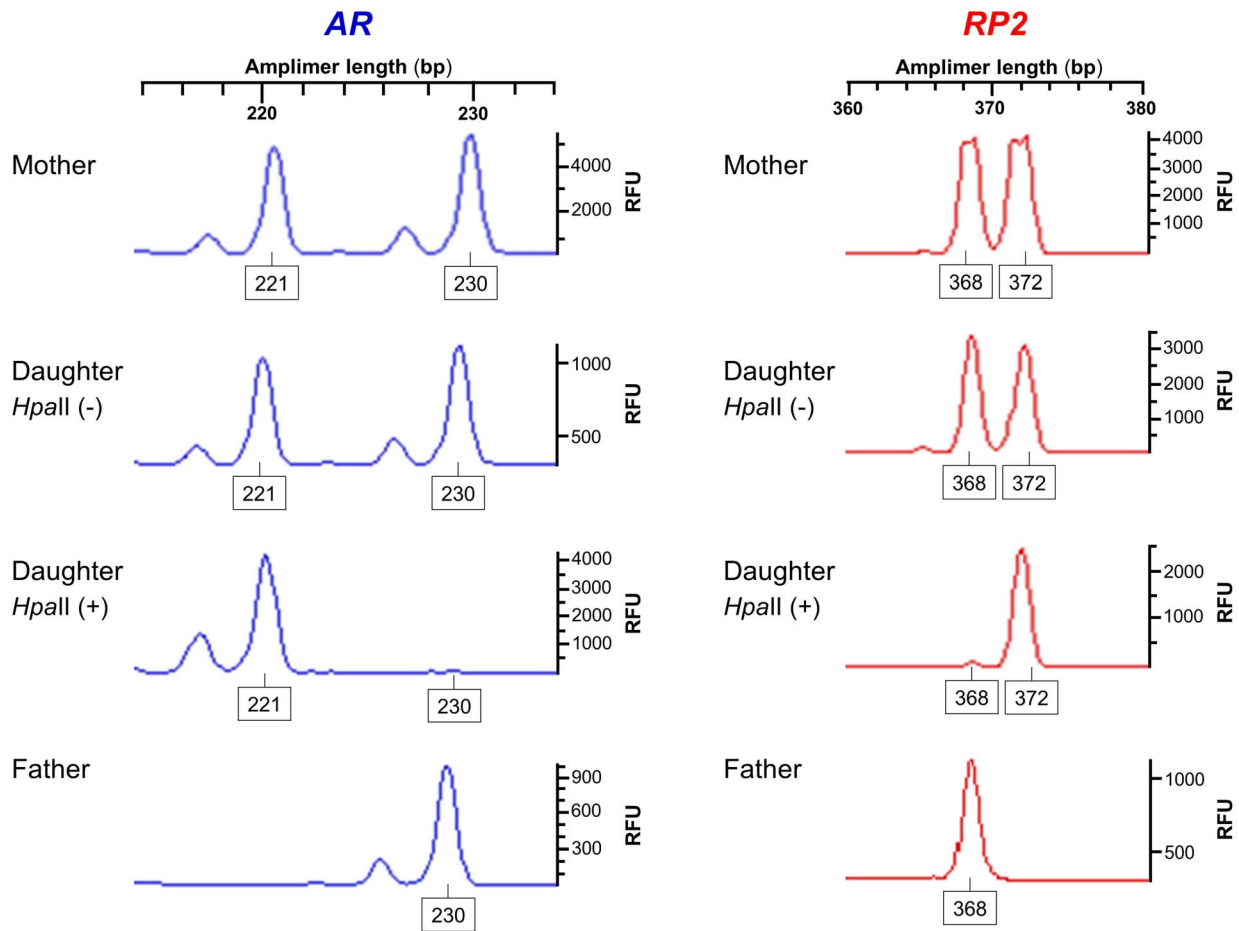 AR
RP2
Amplimer length (bp)
Amplimer length (bp)
220
230
360
370
380
Mother
4000
2000
RFU
221
230
Mother
4000
3000
2000
1000
RFU
368
372
Daughter
HpaII (-)
1000
500
RFU
221
230
Daughter
HpaII (-)
3000
2000
1000
RFU
368
372
Daughter
HpaII (+)
4000
3000
2000
1000
RFU
221
230
Daughter
HpaII (+)
2000
1000
RFU
368
372
Father
900
600
300
RFU
230
Father
1000
500
RFU
368